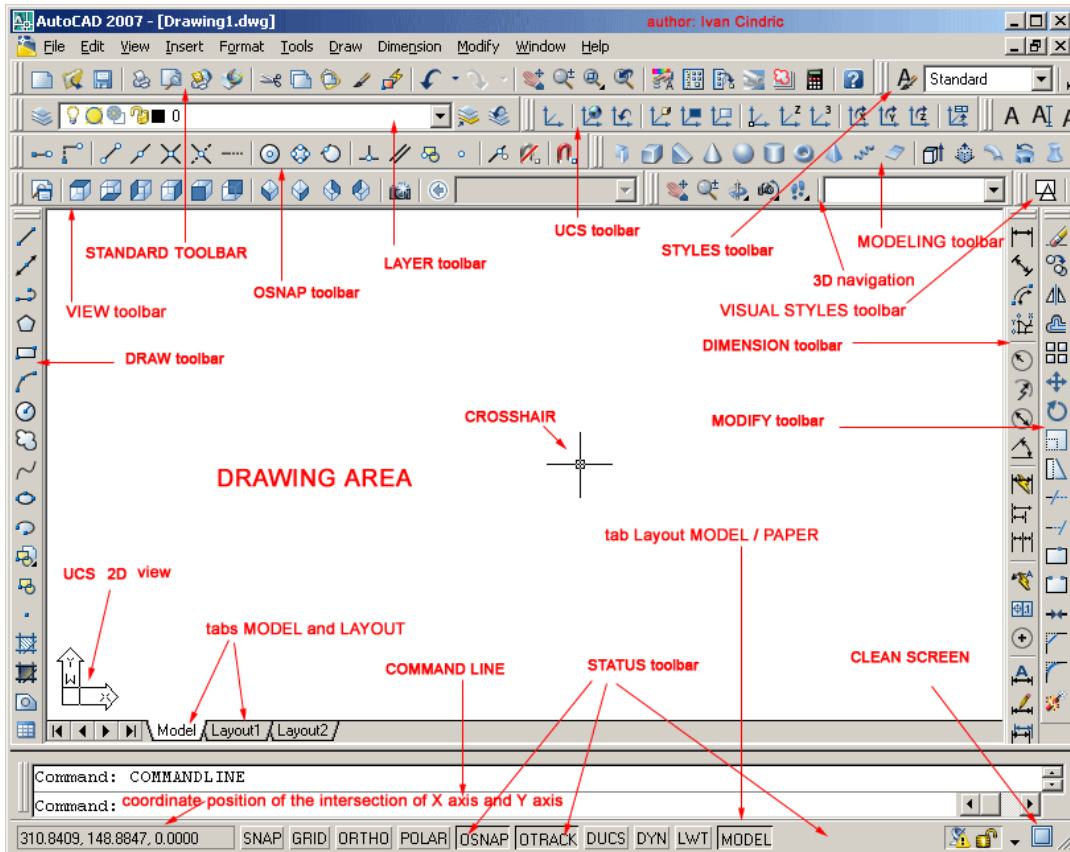 AutoCAD 2007 - [Drawing1.dwg]
author: Ivan Cindric
File Edit View Insert Format Tools Draw Dimension Modify Window Help
Standard
0
A AI A
STANDARD TOOLBAR
LAYER toolbar
UCS toolbar
STYLES toolbar
MODELING toolbar
OSNAP toolbar
3D navigation
VIEW toolbar
VISUAL STYLES toolbar
DRAW toolbar
DIMENSION toolbar
CROSSHAIR
MODIFY toolbar
DRAWING AREA
tab Layout MODEL / PAPER
UCS 2D view
tabs MODEL and LAYOUT
COMMAND LINE
STATUS toolbar
CLEAN SCREEN
Y
W
X
Model Layout1 Layout2
Command: COMMANDLINE
Command:
coordinate position of the intersection of X axis and Y axis
310.8409, 148.8847, 0.0000 SNAP GRID ORTHO POLAR OSNAP OTRACK DUCS DYN LWT MODEL